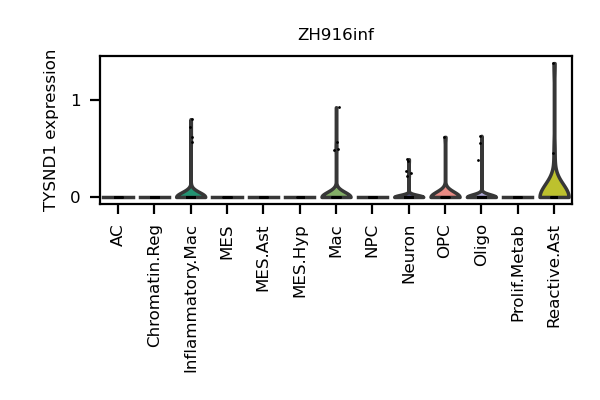 ZH916inf
TYSND1 expression
1
0
AC
Chromatin.Reg
Inflammatory.Mac
MES
MES.Ast
MES.Hyp
Mac
NPC
Neuron
OPC
Oligo
Prolif.Metab
Reactive.Ast